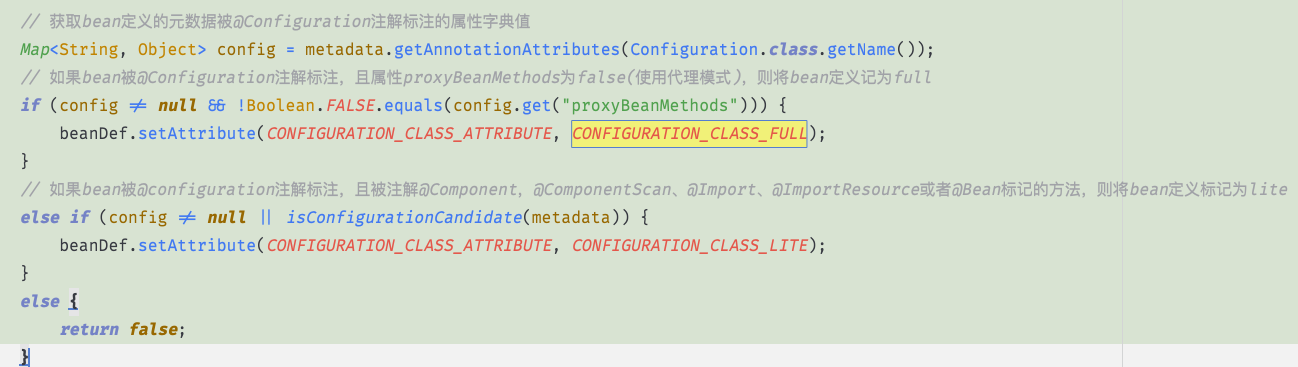 // 获取bean定义的元数据被@Configuration注解标注的属性字典值
Map<String, Object> config = metadata.getAnnotationAttributes(Configuration.class.getName());
// 如果bean被@Configuration注解标注，且属性proxyBeanMethods为false(使用代理模式)，则将bean定义记为full
if (config != null && !Boolean.FALSE.equals(config.get("proxyBeanMethods"))) {
    beanDef.setAttribute(CONFIGURATION_CLASS_ATTRIBUTE, CONFIGURATION_CLASS_FULL);
}
// 如果bean被@configuration注解标注，且被注解@Component，@ComponentScan、@Import、@ImportResource或者@Bean标记的方法，则将bean定义标记为lite
else if (config != null || isConfigurationCandidate(metadata)) {
    beanDef.setAttribute(CONFIGURATION_CLASS_ATTRIBUTE, CONFIGURATION_CLASS_LITE);
}
else {
    return false;
}